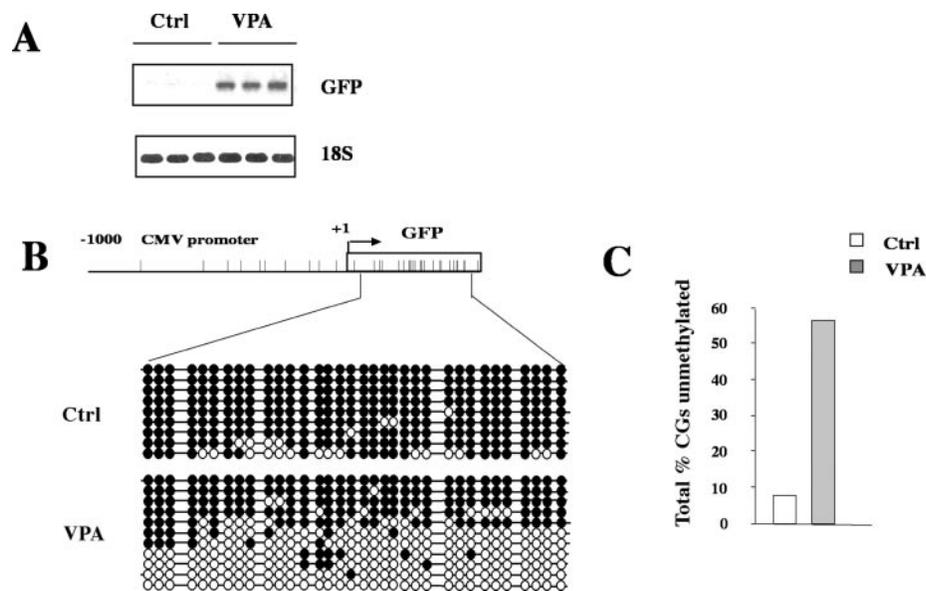 A
Ctrl VPA
GFP
18S
B
-1000 CMV promoter +1 GFP
Ctrl
VPA
C
Ctrl
VPA
Total % CGs unmethylated
60
50
40
30
20
10
0